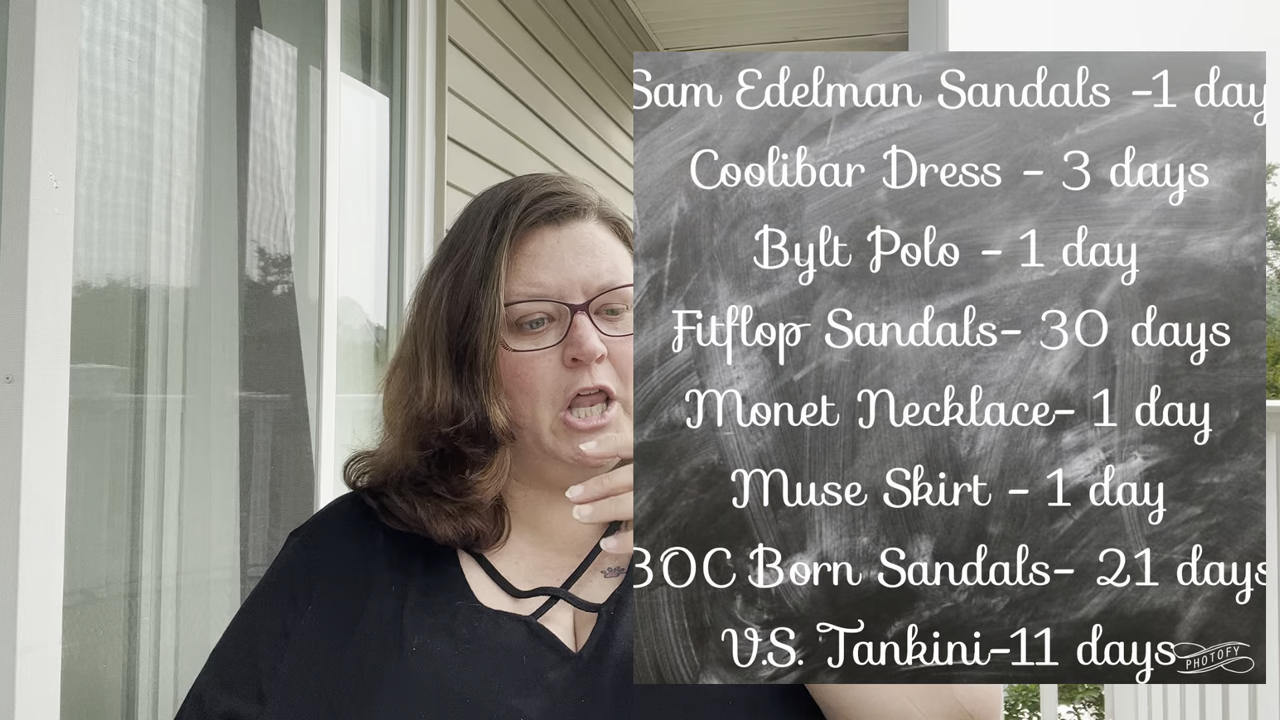 Sam Edelman Sandals -1 day
Coolibar Dress - 3 days
Bylt Polo - 1 day
Fitflop Sandals- 30 days
Monet Necklace- 1 day
Muse Skirt - 1 day
BOC Born Sandals- 21 days
V.S. Tankini-11 days
PHOTOFY